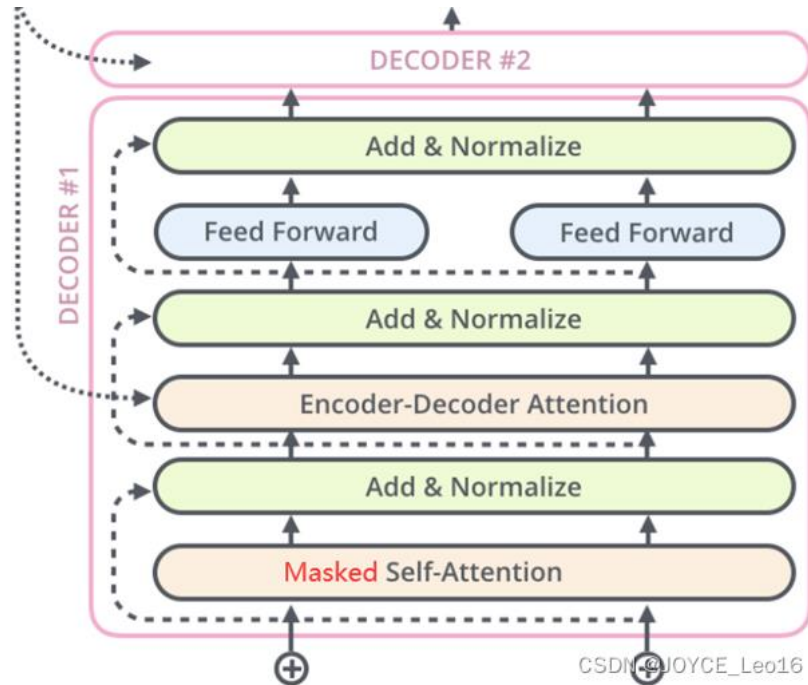 DECODER #2
DECODER #1
Add & Normalize
Feed Forward
Feed Forward
Add & Normalize
Encoder-Decoder Attention
Add & Normalize
Masked Self-Attention
CSDN @JOYCE_Leo16